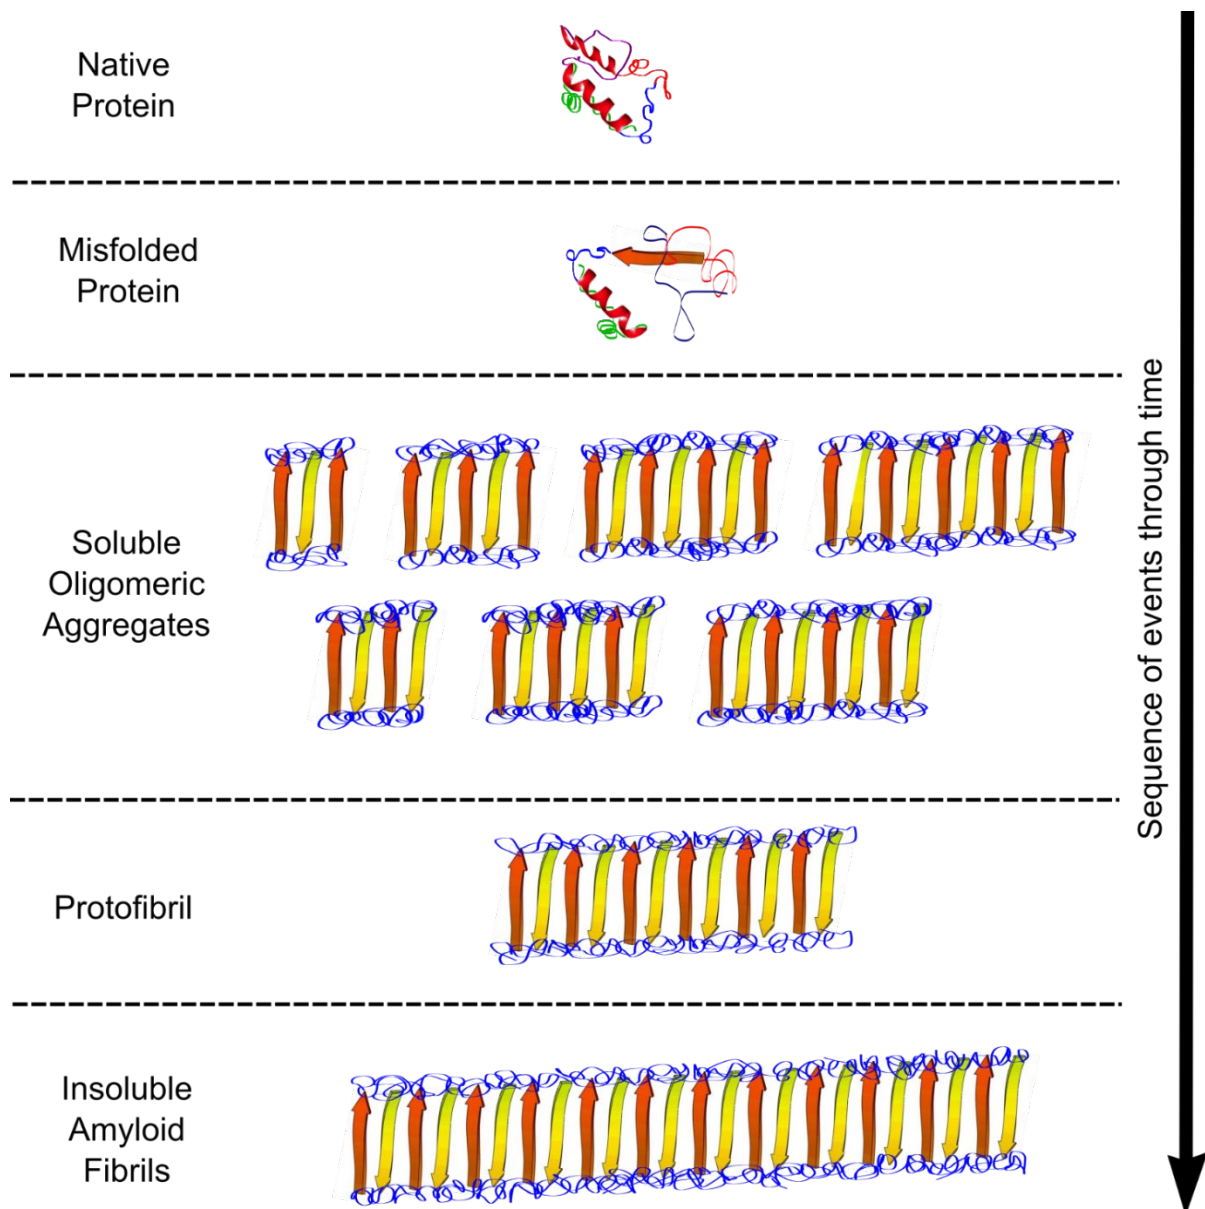 Native
Protein
Misfolded
Protein
Soluble
Oligomeric
Aggregates
Protofibril
Insoluble
Amyloid
Fibrils
Sequence of events through time